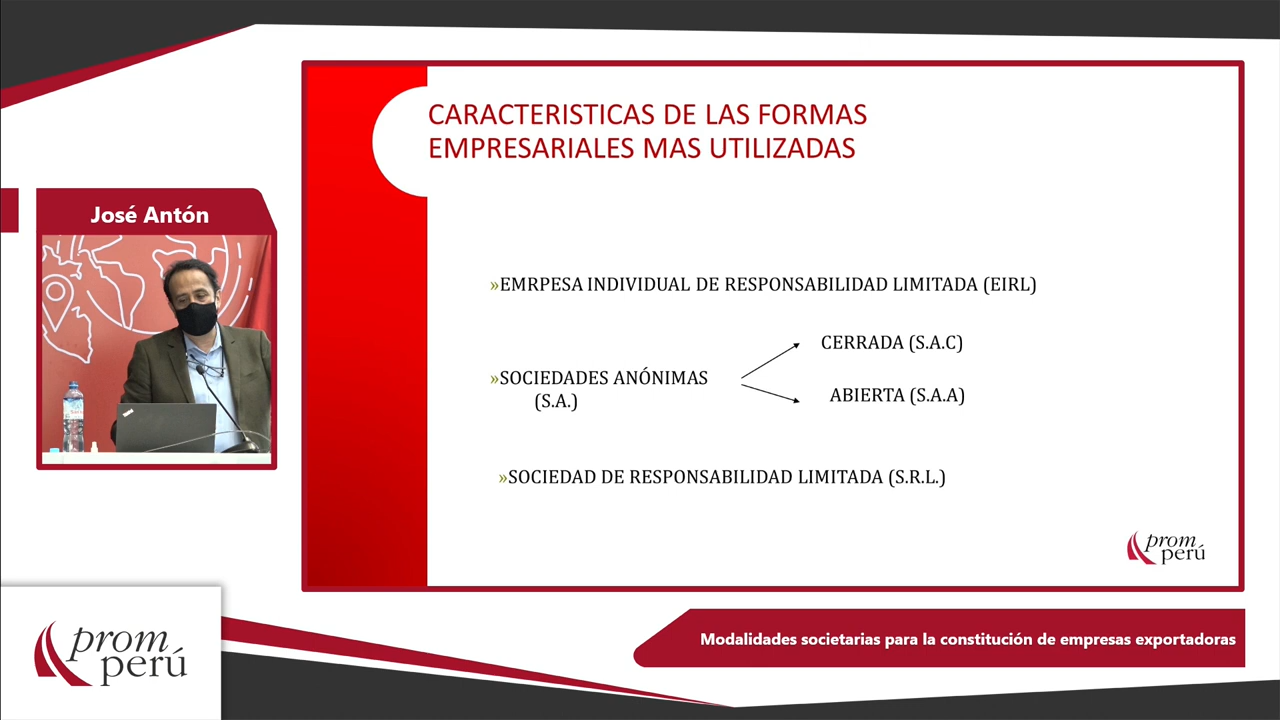 José Antón
CARACTERISTICAS DE LAS FORMAS
EMPRESARIALES MAS UTILIZADAS
»EMRPESA INDIVIDUAL DE RESPONSABILIDAD LIMITADA (EIRL)
»SOCIEDADES ANÓNIMAS
(S.A.)
CERRADA (S.A.C)
ABIERTA (S.A.A)
»SOCIEDAD DE RESPONSABILIDAD LIMITADA (S.R.L.)
prom
perú
Modalidades societarias para la constitución de empresas exportadoras
prom
perú